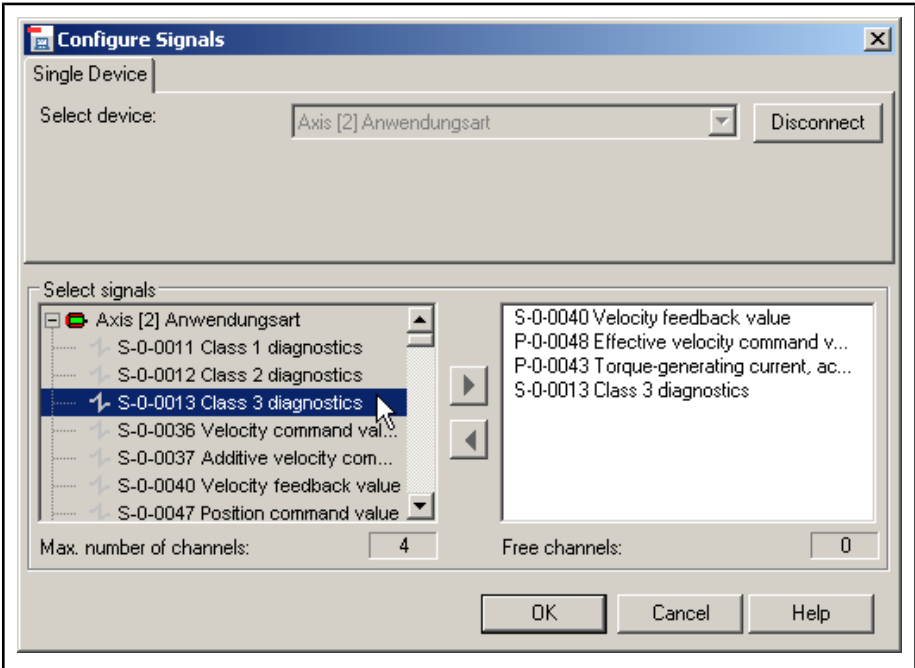 Configure Signals
Single Device
Select device:
Axis [2] Anwendungsart
Disconnect
Select signals
Axis [2] Anwendungsart
S-0-0011 Class 1 diagnostics
S-0-0012 Class 2 diagnostics
S-0-0013 Class 3 diagnostics
S-0-0036 Velocity command val...
S-0-0037 Additive velocity com...
S-0-0040 Velocity feedback value
S-0-0047 Position command value
S-0-0040 Velocity feedback value
P-0-0048 Effective velocity command v...
P-0-0043 Torque-generating current, ac...
S-0-0013 Class 3 diagnostics
Max. number of channels: 4
Free channels: 0
OK
Cancel
Help